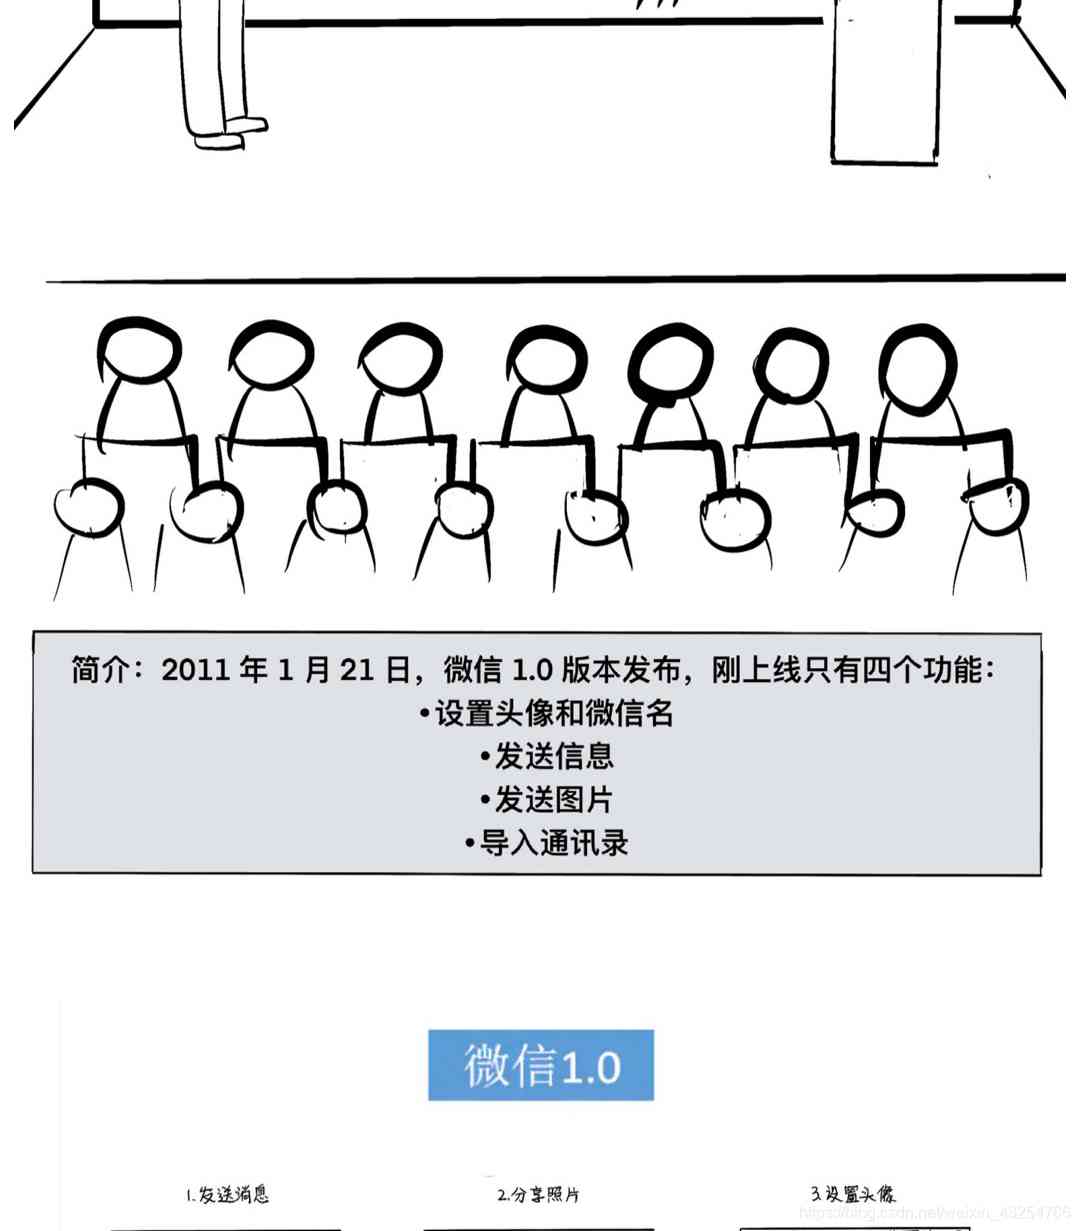 简介：2011 年 1 月 21 日，微信 1.0 版本发布，刚上线只有四个功能：
•设置头像和微信名
•发送信息
•发送图片
•导入通讯录
微信1.0
1.发送消息
2.分享照片
3.设置头像
https://blog.csdn.net/weixin_43254766